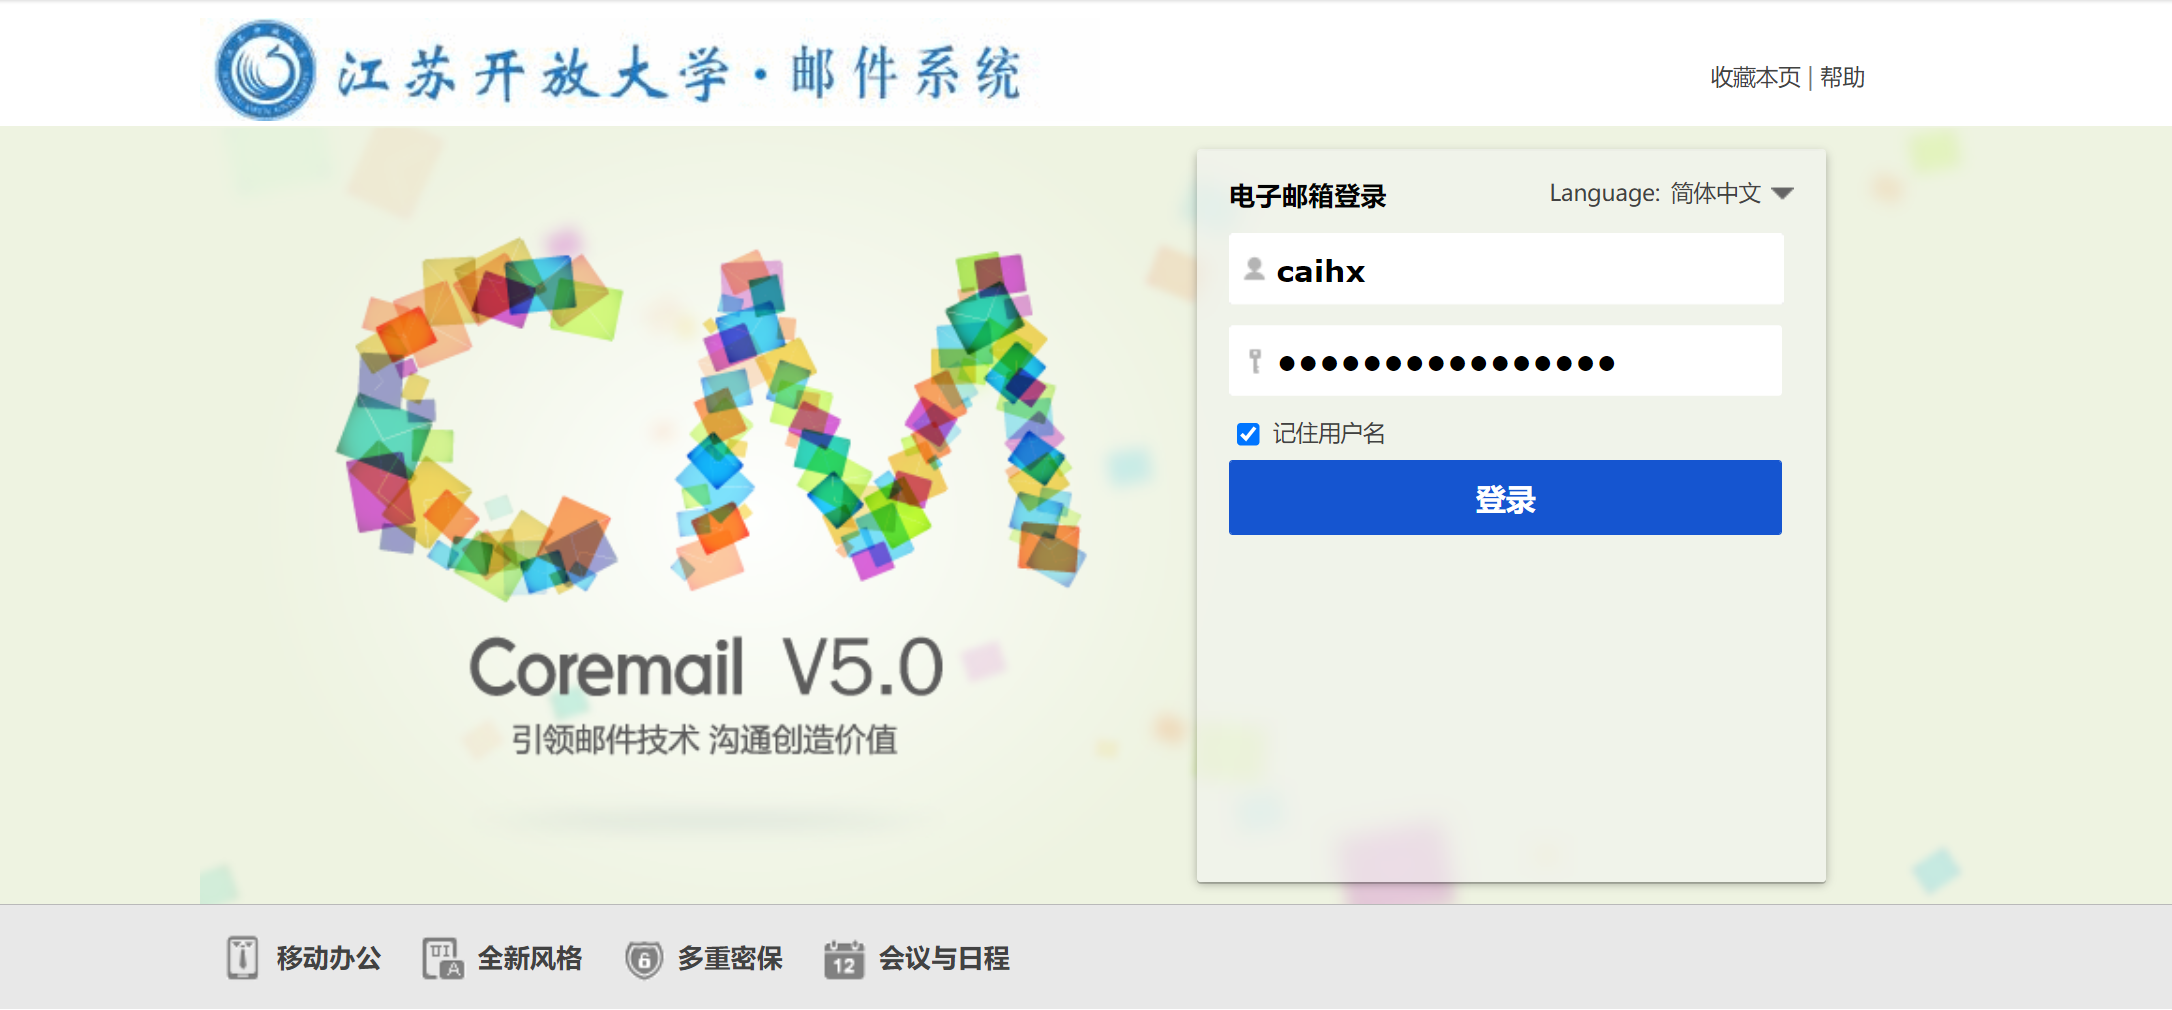 江苏开放大学·邮件系统
收藏本页 | 帮助
电子邮箱登录
Language: 简体中文
caihx
●●●●●●●●●●●●●●●●
记住用户名
登录
Coremail V5.0
引领邮件技术 沟通创造价值
移动办公
全新风格
多重密保
12
会议与日程